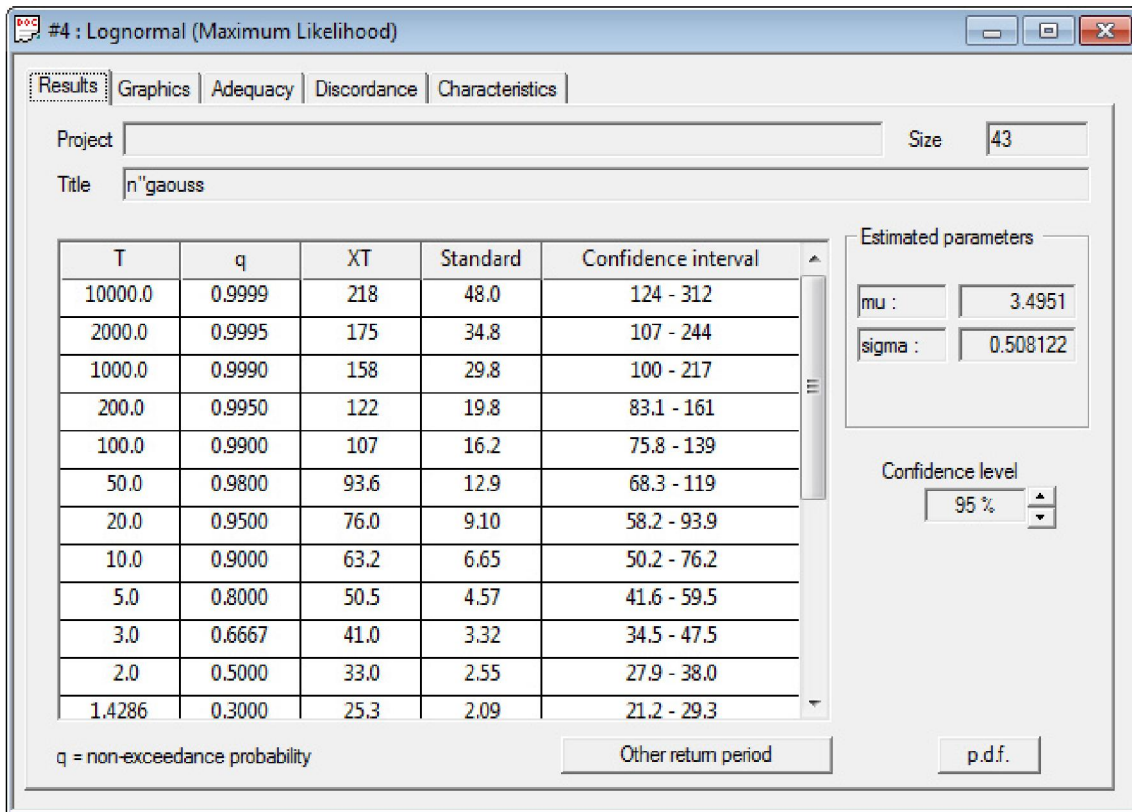 #4 : Lognormal (Maximum Likelihood)
Results Graphics Adequacy Discordance Characteristics
Project Size 43
Title n"gaouss
T q XT Standard Confidence interval
10000.0 0.9999 218 48.0 124 - 312
2000.0 0.9995 175 34.8 107 - 244
1000.0 0.9990 158 29.8 100 - 217
200.0 0.9950 122 19.8 83.1 - 161
100.0 0.9900 107 16.2 75.8 - 139
50.0 0.9800 93.6 12.9 68.3 - 119
20.0 0.9500 76.0 9.10 58.2 - 93.9
10.0 0.9000 63.2 6.65 50.2 - 76.2
5.0 0.8000 50.5 4.57 41.6 - 59.5
3.0 0.6667 41.0 3.32 34.5 - 47.5
2.0 0.5000 33.0 2.55 27.9 - 38.0
1.4286 0.3000 25.3 2.09 21.2 - 29.3
Estimated parameters
mu : 3.4951
sigma : 0.508122
Confidence level
95 %
q = non-exceedance probability
Other return period
p.d.f.